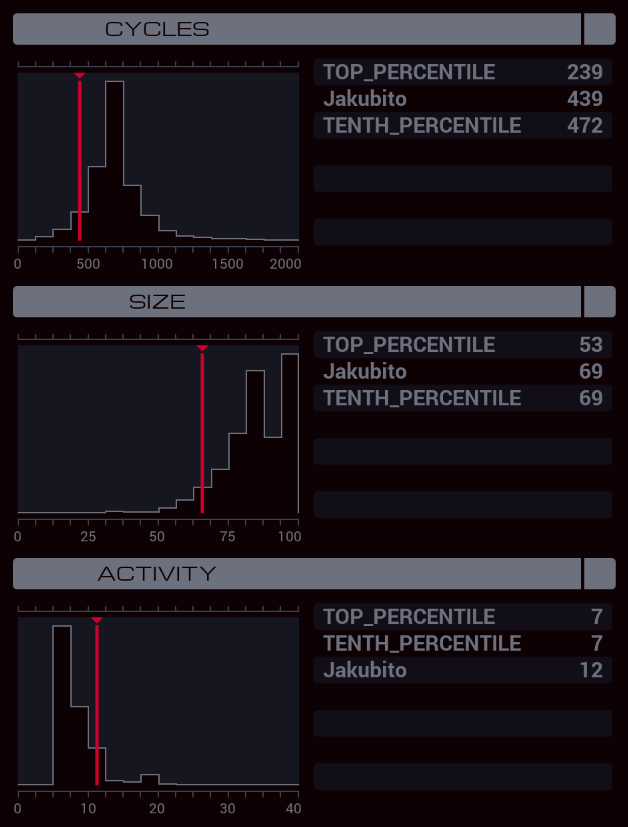 CYCLES
TOP_PERCENTILE 239
Jakubito 439
TENTH_PERCENTILE 472
0 500 1000 1500 2000
SIZE
TOP_PERCENTILE 53
Jakubito 69
TENTH_PERCENTILE 69
0 25 50 75 100
ACTIVITY
TOP_PERCENTILE 7
TENTH_PERCENTILE 7
Jakubito 12
0 10 20 30 40